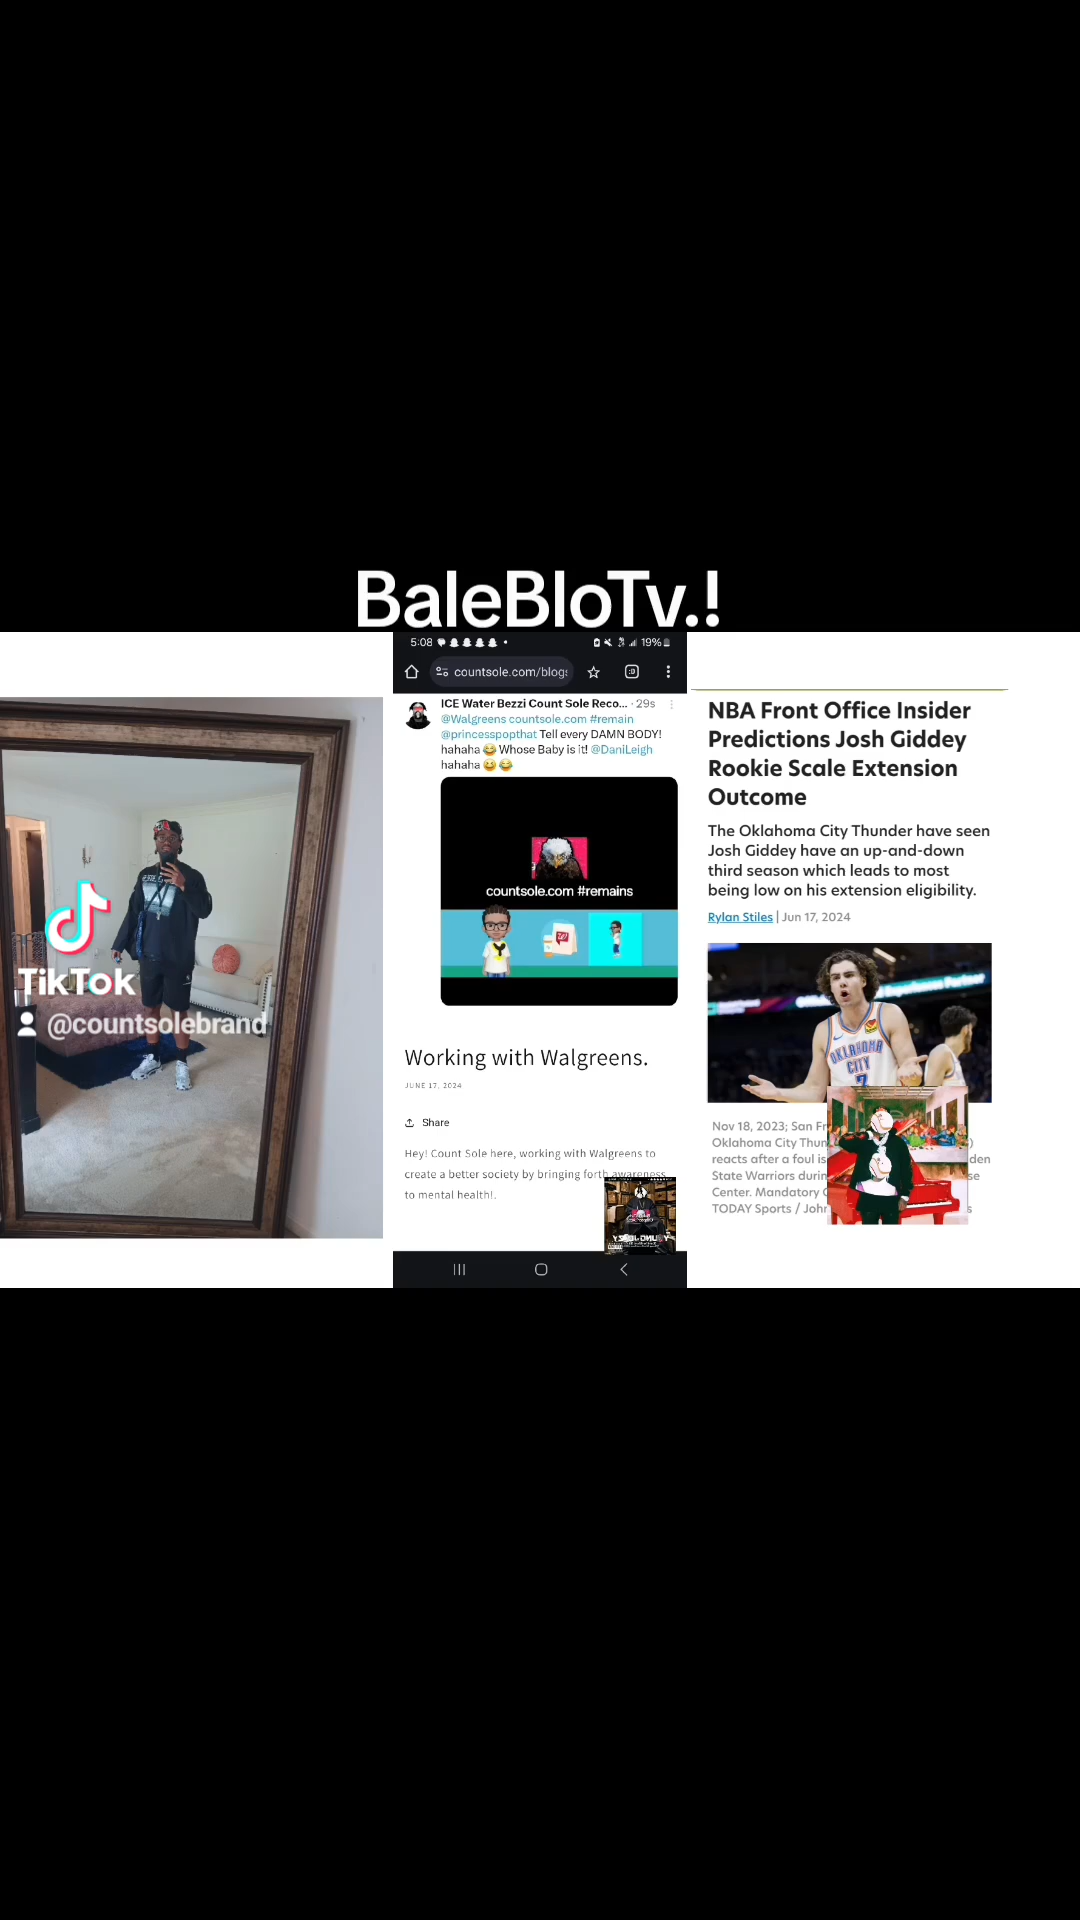 BaleBloTv.!
TikTok
@countsolebrand
5:08
19%
countsole.com/blogs
ICE Water Bezzi Count Sole Reco... · 29s
@Walgreens countsole.com #remain
@princesspopthat Tell every DAMN BODY!
hahaha 😂 Whose Baby is it! @DaniLeigh
hahaha 😆 😂
countsole.com #remains
Working with Walgreens.
JUNE 17, 2024
Share
Hey! Count Sole here, working with Walgreens to
create a better society by bringing forth awareness
to mental health!.
NBA Front Office Insider
Predictions Josh Giddey
Rookie Scale Extension
Outcome
The Oklahoma City Thunder have seen
Josh Giddey have an up-and-down
third season which leads to most
being low on his extension eligibility.
Rylan Stiles | Jun 17, 2024
OKLAHOMA
CITY
Nov 18, 2023; San Fr
Oklahoma City Thun )
reacts after a foul is den
State Warriors durin se
Center. Mandatory
TODAY Sports / John s